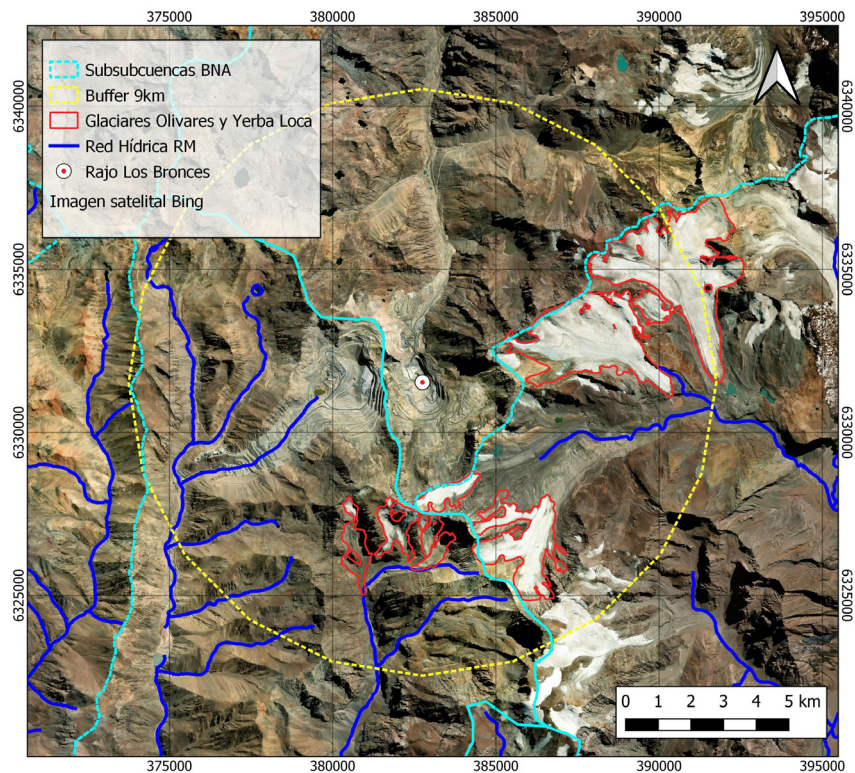 375000 380000 385000 390000 395000
6340000 6340000
Subsubcuencas BNA
Buffer 9km
Glaciares Olivares y Yerba Loca
Red Hídrica RM
Rajo Los Bronces
Imagen satelital Bing
6335000 6335000
6330000 6330000
6325000 6325000
0 1 2 3 4 5 km
375000 380000 385000 390000 395000